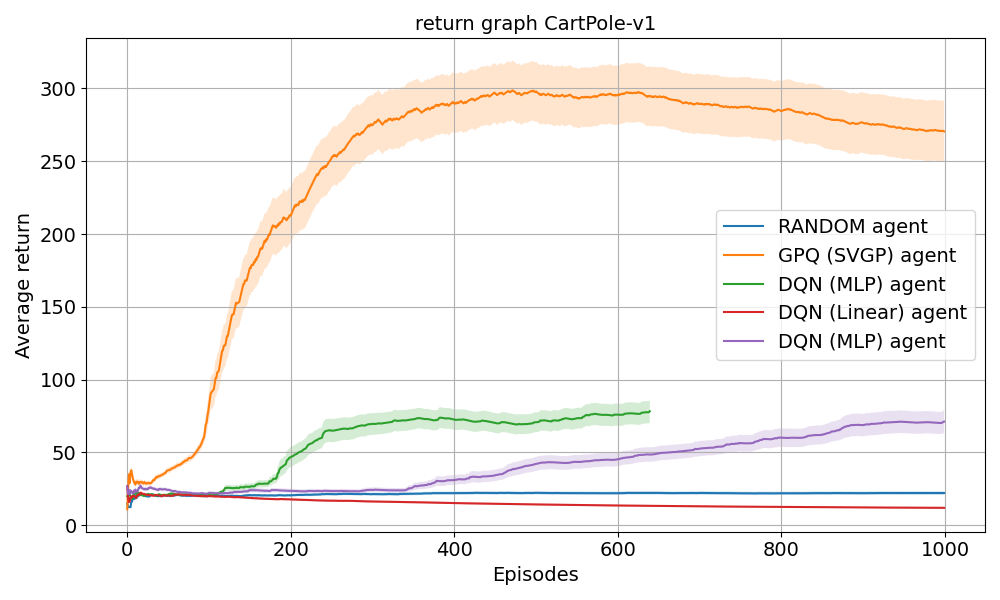 return graph CartPole-v1
Average return
300
250
200
150
100
50
0
RANDOM agent
GPQ (SVGP) agent
DQN (MLP) agent
DQN (Linear) agent
DQN (MLP) agent
0 200 400 600 800 1000
Episodes